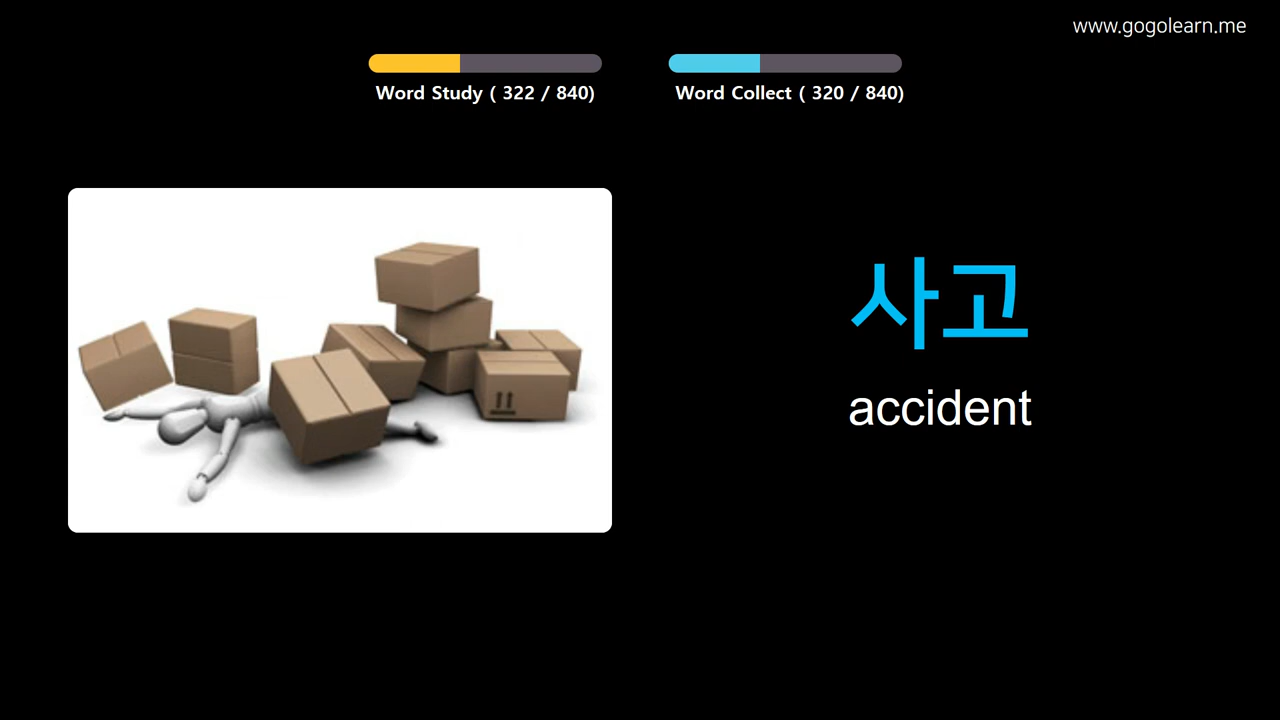 www.gogolearn.me
Word Study ( 322 / 840)
Word Collect ( 320 / 840)
사고
accident